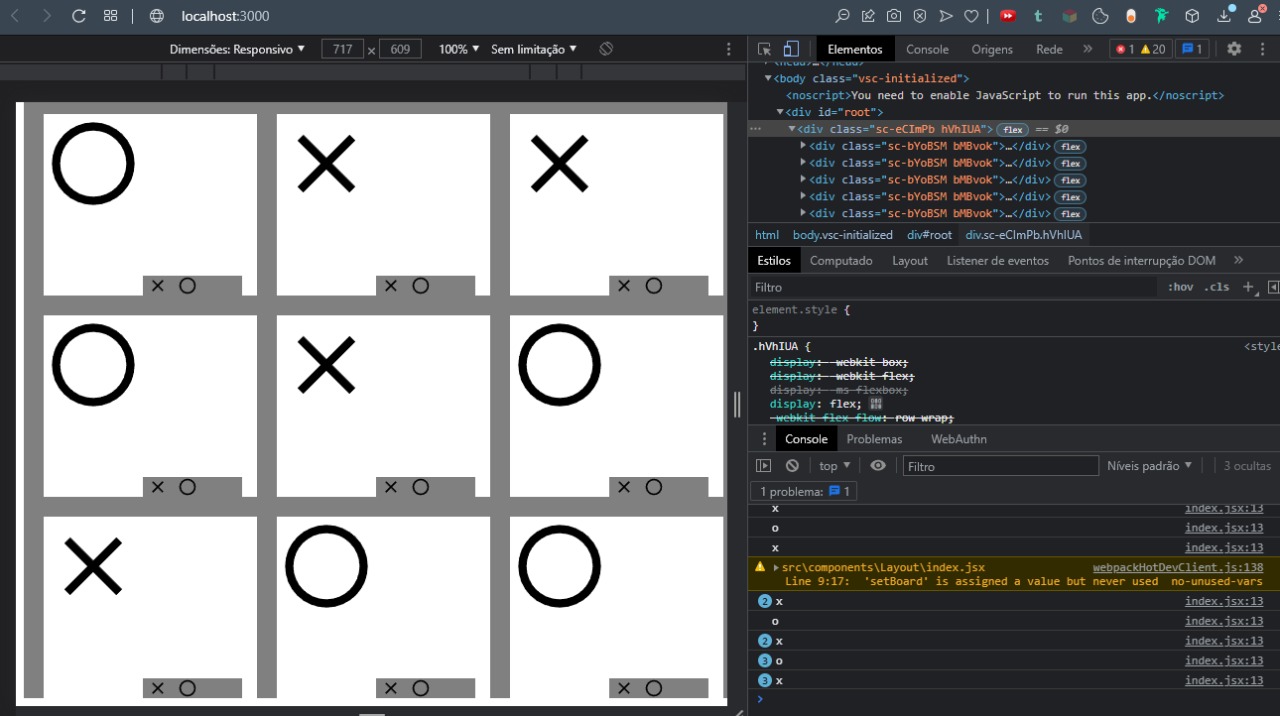 localhost:3000
Dimensões: Responsivo 717 × 609 100% Sem limitação
Elementos Console Origens Rede » 1 20 1
<head>…</head>
<body class="vsc-initialized">
<noscript>You need to enable JavaScript to run this app.</noscript>
<div id="root">
<div class="sc-eCImPb hVhIUA"> flex == $0
<div class="sc-bYoBSM bMBvok">…</div> flex
<div class="sc-bYoBSM bMBvok">…</div> flex
<div class="sc-bYoBSM bMBvok">…</div> flex
<div class="sc-bYoBSM bMBvok">…</div> flex
<div class="sc-bYoBSM bMBvok">…</div> flex
html body.vsc-initialized div#root div.sc-eCImPb.hVhIUA
Estilos Computado Layout Listener de eventos Pontos de interrupção DOM »
Filtro :hov .cls +
element.style {
}
.hVhIUA { <style
display: -webkit-box;
display: -webkit-flex;
display: -ms-flexbox;
display: flex;
-webkit-flex-flow: row wrap;
Console Problemas WebAuthn
top Filtro Níveis padrão 3 ocultas
1 problema: 1
x index.jsx:13
o index.jsx:13
x index.jsx:13
src\components\Layout\index.jsx webpackHotDevClient.js:138
Line 9:17: 'setBoard' is assigned a value but never used no-unused-vars
2 x index.jsx:13
o index.jsx:13
2 x index.jsx:13
3 o index.jsx:13
3 x index.jsx:13